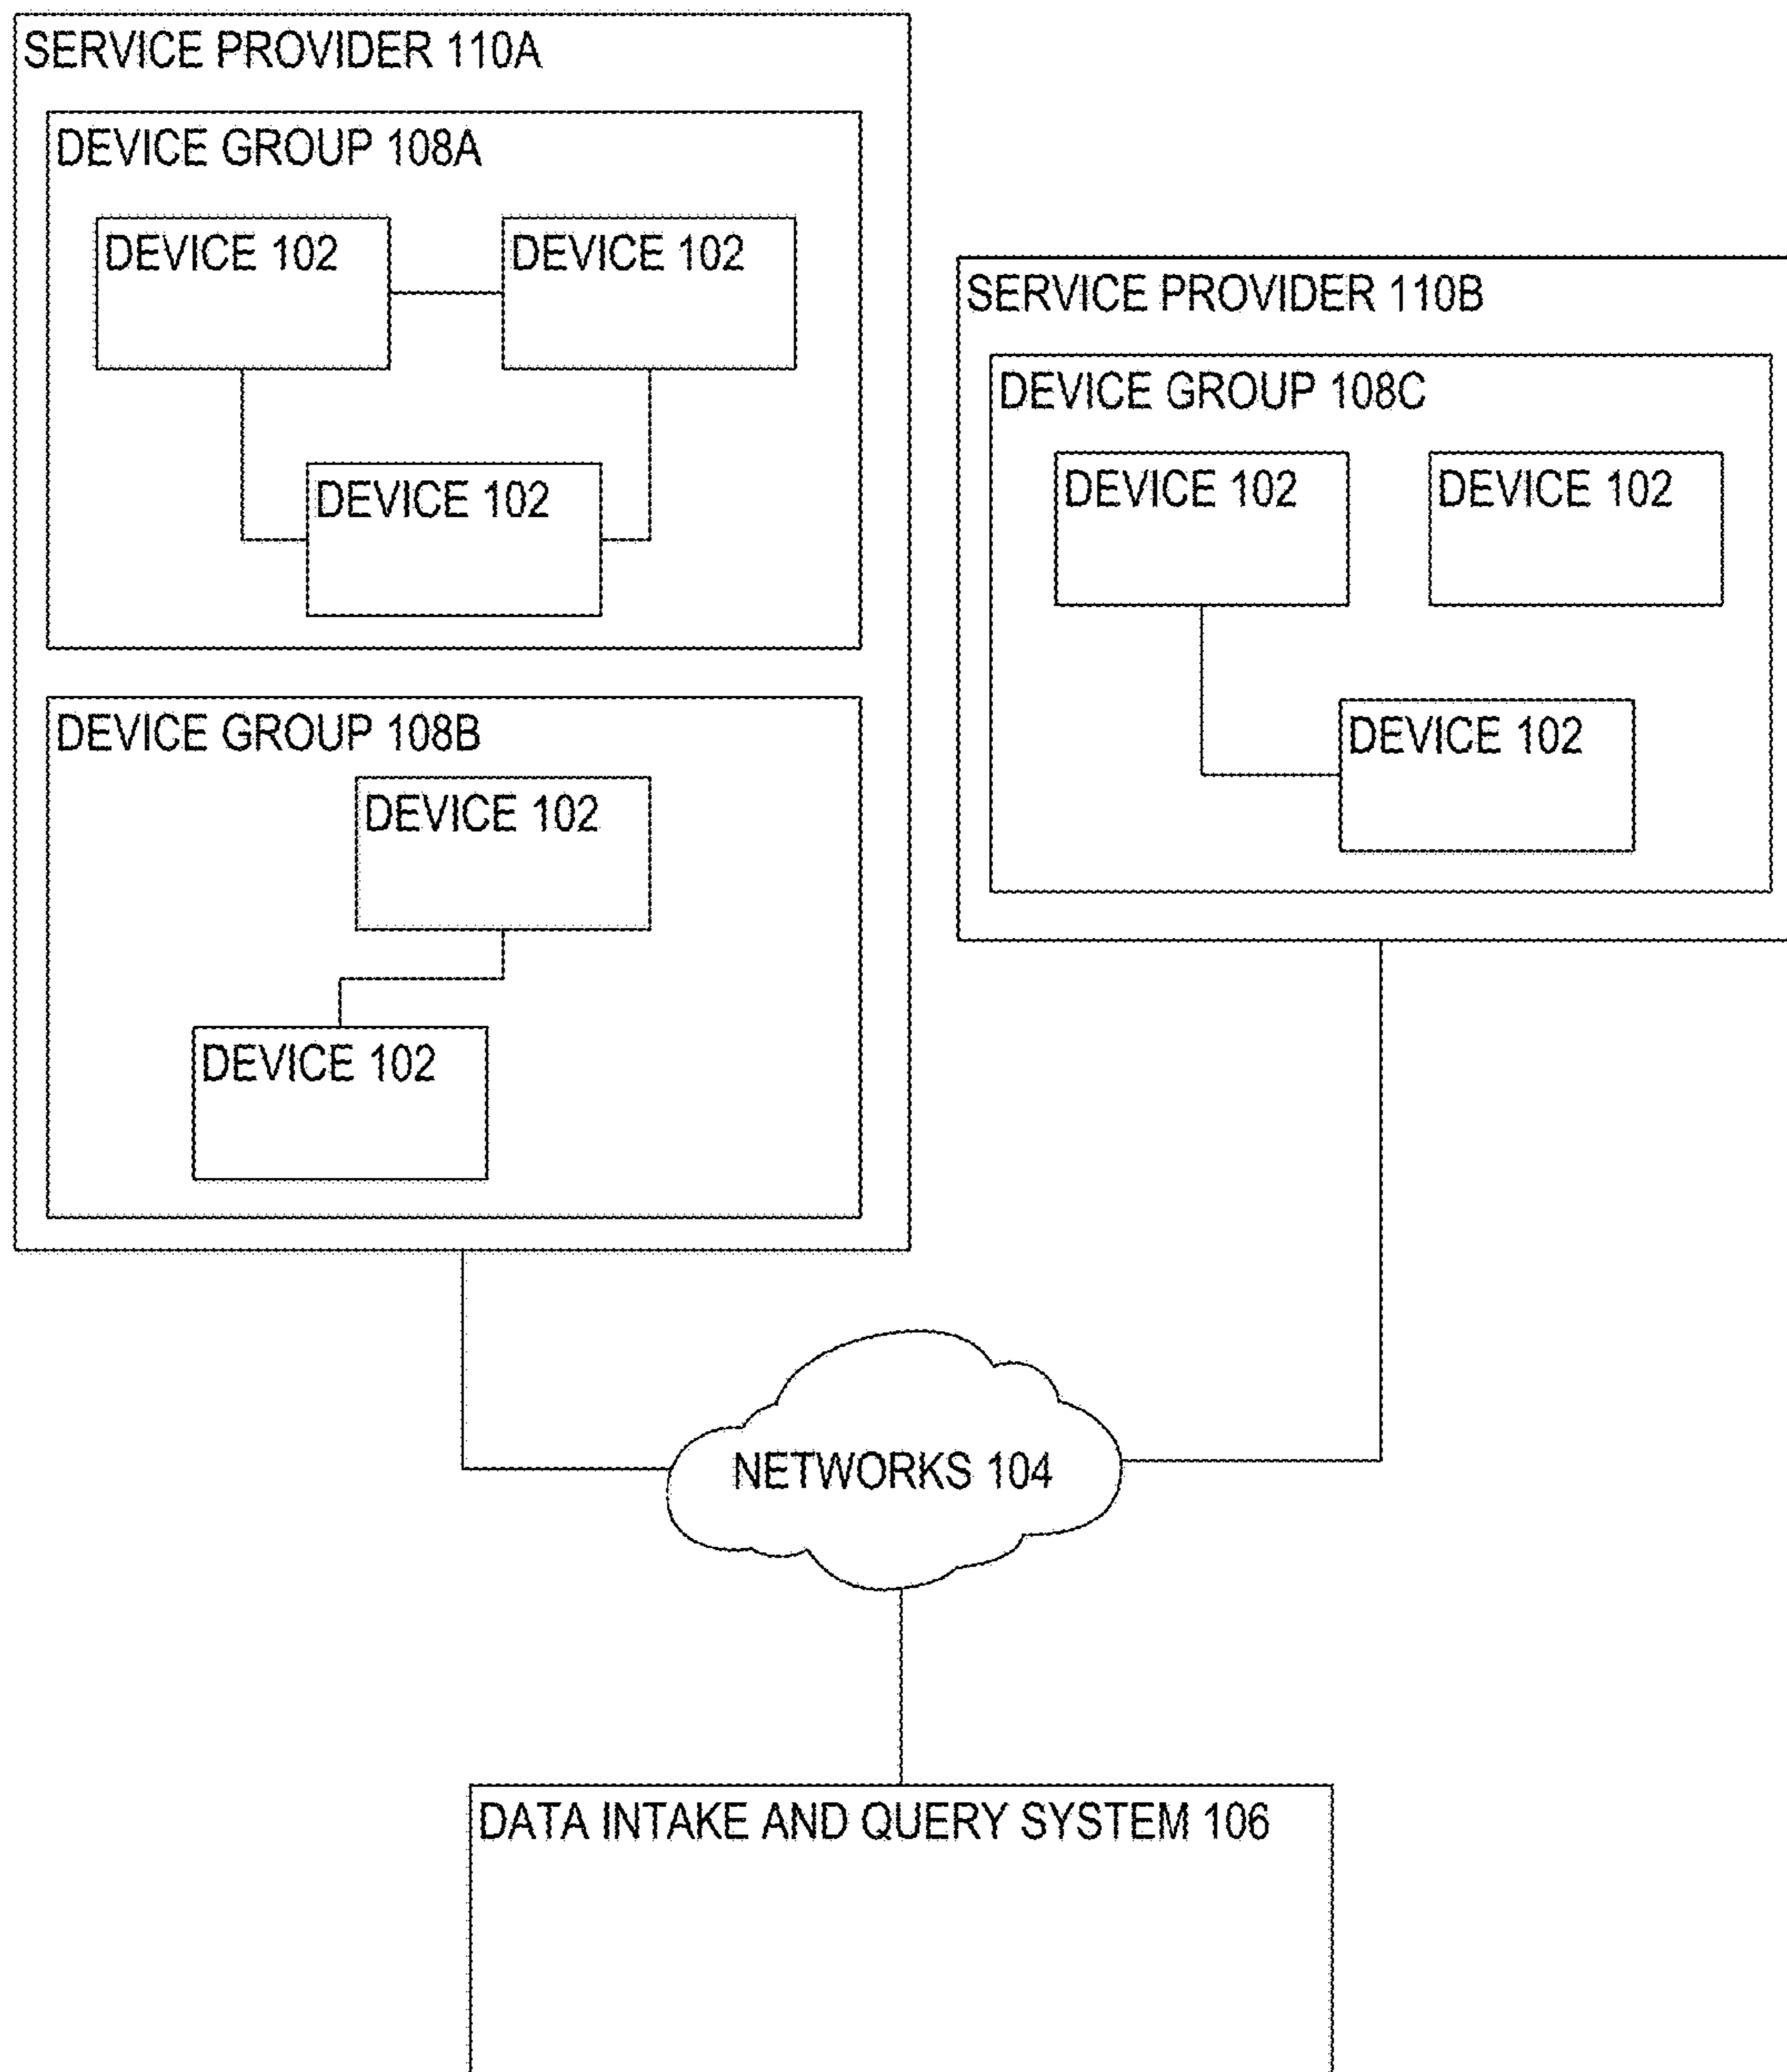 SERVICE PROVIDER 110A
DEVICE GROUP 108A
DEVICE 102
DEVICE 102
DEVICE 102
DEVICE GROUP 108B
DEVICE 102
DEVICE 102
SERVICE PROVIDER 110B
DEVICE GROUP 108C
DEVICE 102
DEVICE 102
DEVICE 102
NETWORKS 104
DATA INTAKE AND QUERY SYSTEM 106